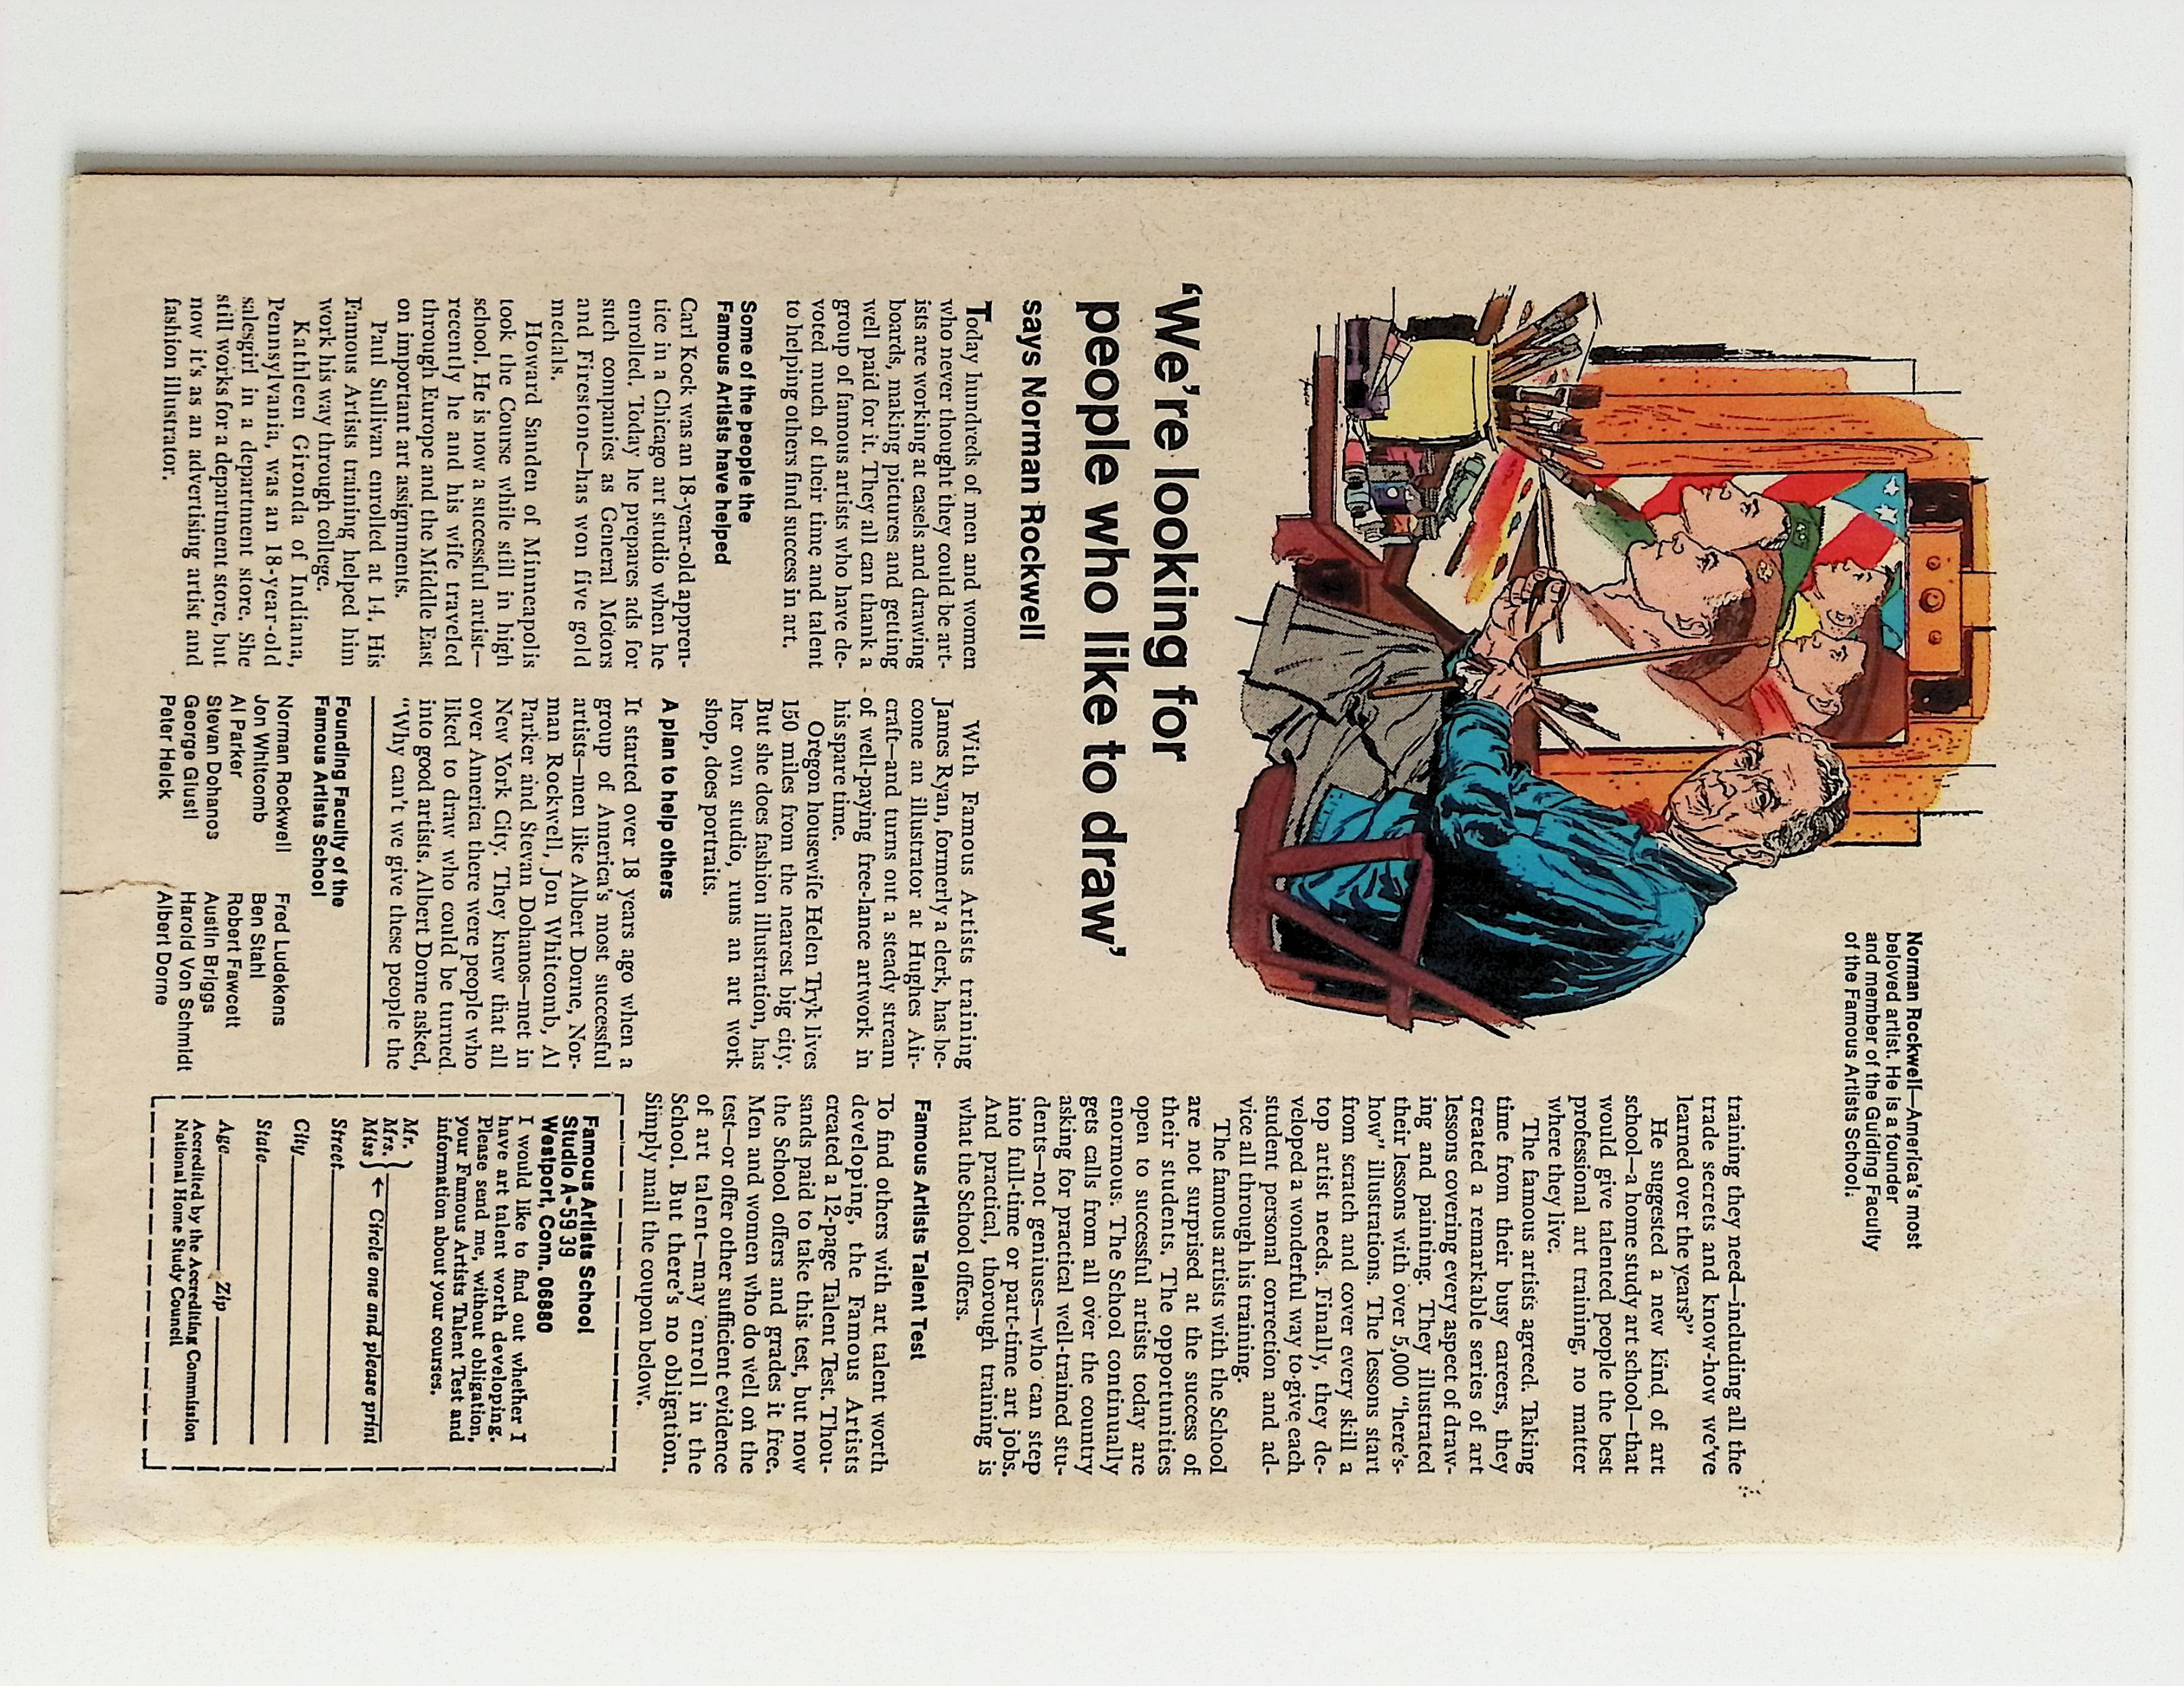 Norman Rockwell—America's most
beloved artist. He is a founder
and member of the Guiding Faculty
of the Famous Artists School.
'We're looking for
people who like to draw'
says Norman Rockwell
Today hundreds of men and women
who never thought they could be art-
ists are working at easels and drawing
boards, making pictures and getting
well paid for it. They all can thank a
group of famous artists who have de-
voted much of their time and talent
to helping others find success in art.
Some of the people the
Famous Artists have helped
Carl Kock was an 18-year-old appren-
tice in a Chicago art studio when he
enrolled. Today he prepares ads for
such companies as General Motors
and Firestone—has won five gold
medals.
Howard Sanden of Minneapolis
took the Course while still in high
school. He is now a successful artist—
recently he and his wife traveled
through Europe and the Middle East
on important art assignments.
Paul Sullivan enrolled at 14. His
Famous Artists training helped him
work his way through college.
Kathleen Gironda of Indiana,
Pennsylvania, was an 18-year-old
salesgirl in a department store. She
still works for a department store, but
now it's as an advertising artist and
fashion illustrator.
With Famous Artists training
James Ryan, formerly a clerk, has be-
come an illustrator at Hughes Air-
craft—and turns out a steady stream
of well-paying free-lance artwork in
his spare time.
Oregon housewife Helen Tryk lives
150 miles from the nearest big city.
But she does fashion illustration, has
her own studio, runs an art work
shop, does portraits.
A plan to help others
It started over 18 years ago when a
group of America's most successful
artists—men like Albert Dorne, Nor-
man Rockwell, Jon Whitcomb, Al
Parker and Stevan Dohanos—met in
New York City. They knew that all
over America there were people who
liked to draw who could be turned
into good artists. Albert Dorne asked,
"Why can't we give these people the
Founding Faculty of the
Famous Artists School
Norman Rockwell Fred Ludekens
Jon Whitcomb Ben Stahl
Al Parker Robert Fawcett
Stevan Dohanos Austin Briggs
George Giusti Harold Von Schmidt
Peter Helck Albert Dorne
training they need—including all the
trade secrets and know-how we've
learned over the years?"
He suggested a new kind of art
school—a home study art school—that
would give talented people the best
professional art training, no matter
where they live.
The famous artists agreed. Taking
time from their busy careers, they
created a remarkable series of art
lessons covering every aspect of draw-
ing and painting. They illustrated
their lessons with over 5,000 "here's-
how" illustrations. The lessons start
from scratch and cover every skill a
top artist needs. Finally, they de-
veloped a wonderful way to give each
student personal correction and ad-
vice all through his training.
The famous artists with the School
are not surprised at the success of
their students. The opportunities
open to successful artists today are
enormous. The School continually
gets calls from all over the country
asking for practical well-trained stu-
dents—not geniuses—who can step
into full-time or part-time art jobs.
And practical, thorough training is
what the School offers.
Famous Artists Talent Test
To find others with art talent worth
developing, the Famous Artists
created a 12-page Talent Test. Thou-
sands paid to take this test, but now
the School offers and grades it free.
Men and women who do well on the
test—or offer other sufficient evidence
of art talent—may enroll in the
School. But there's no obligation.
Simply mail the coupon below.
Famous Artists School
Studio A-5939
Westport, Conn. 06880
I would like to find out whether I
have art talent worth developing.
Please send me, without obligation,
your Famous Artists Talent Test and
information about your courses.
Mr.
Mrs.
Miss ← Circle one and please print
Street
City
State
Age Zip
Accredited by the Accrediting Commission
National Home Study Council